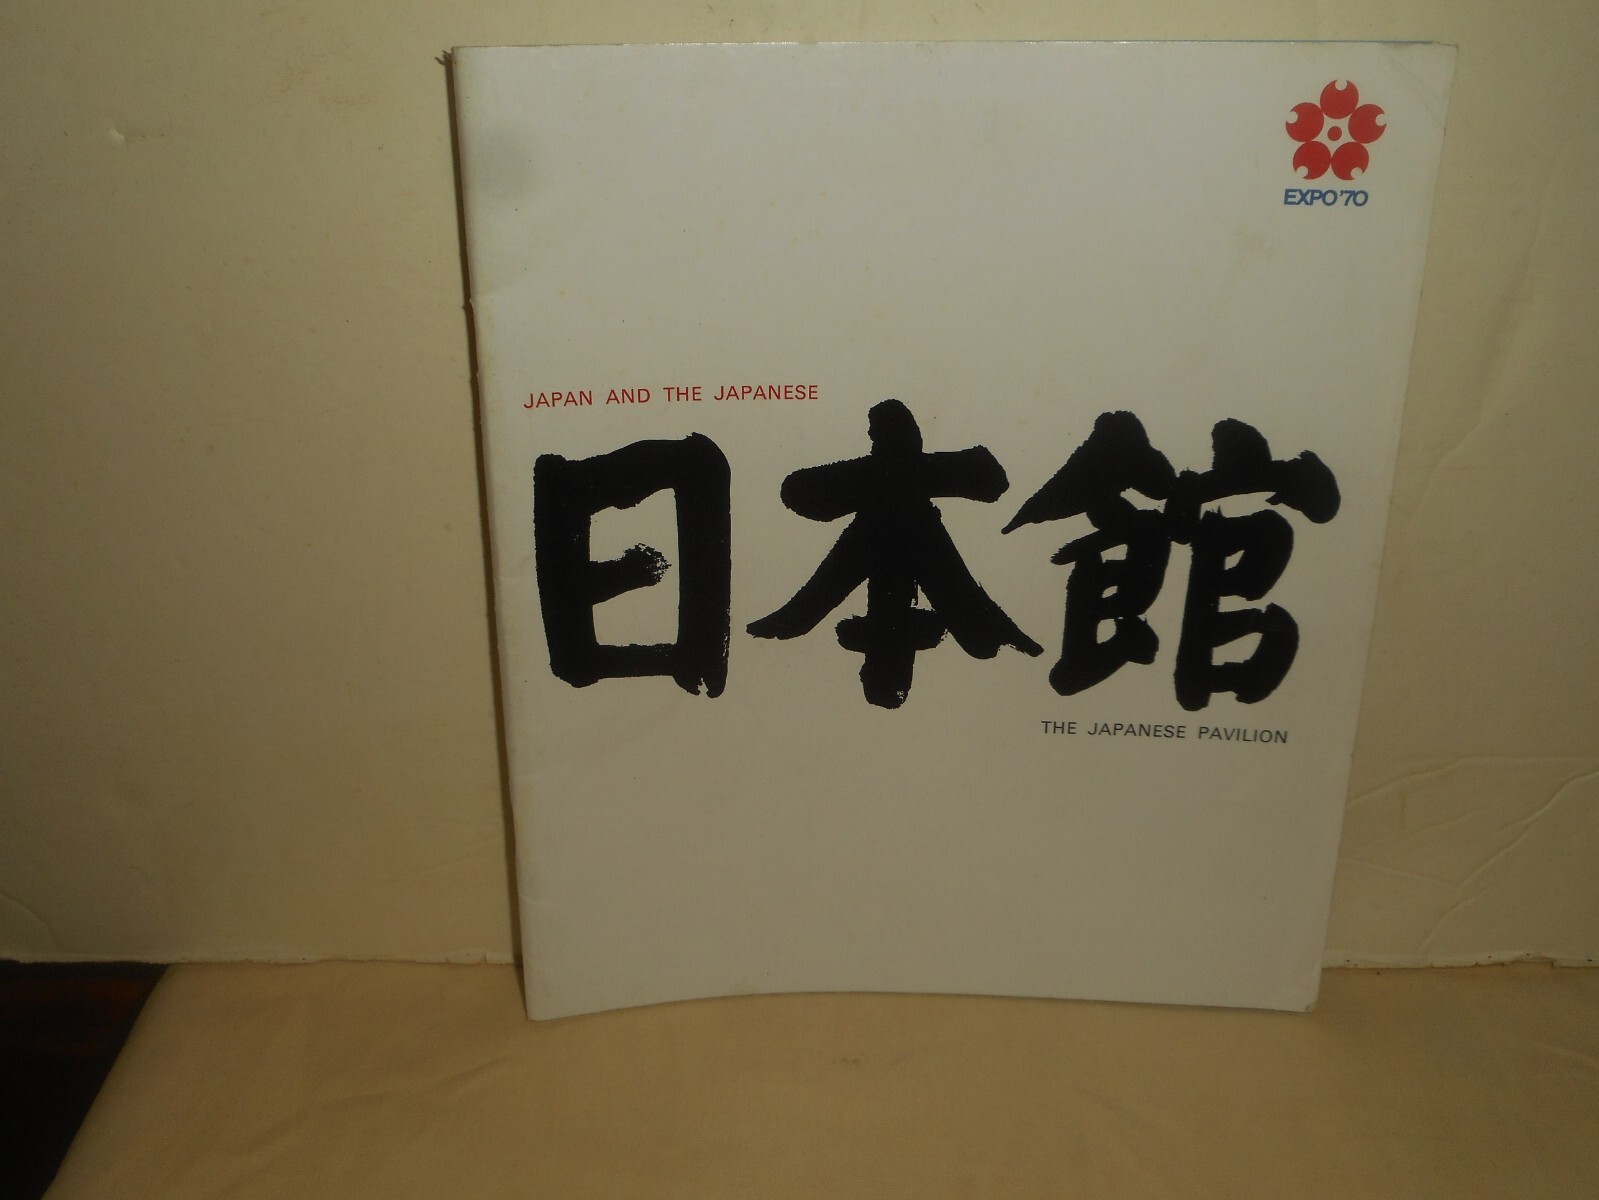 EXPO'70
JAPAN AND THE JAPANESE
日本館
THE JAPANESE PAVILION